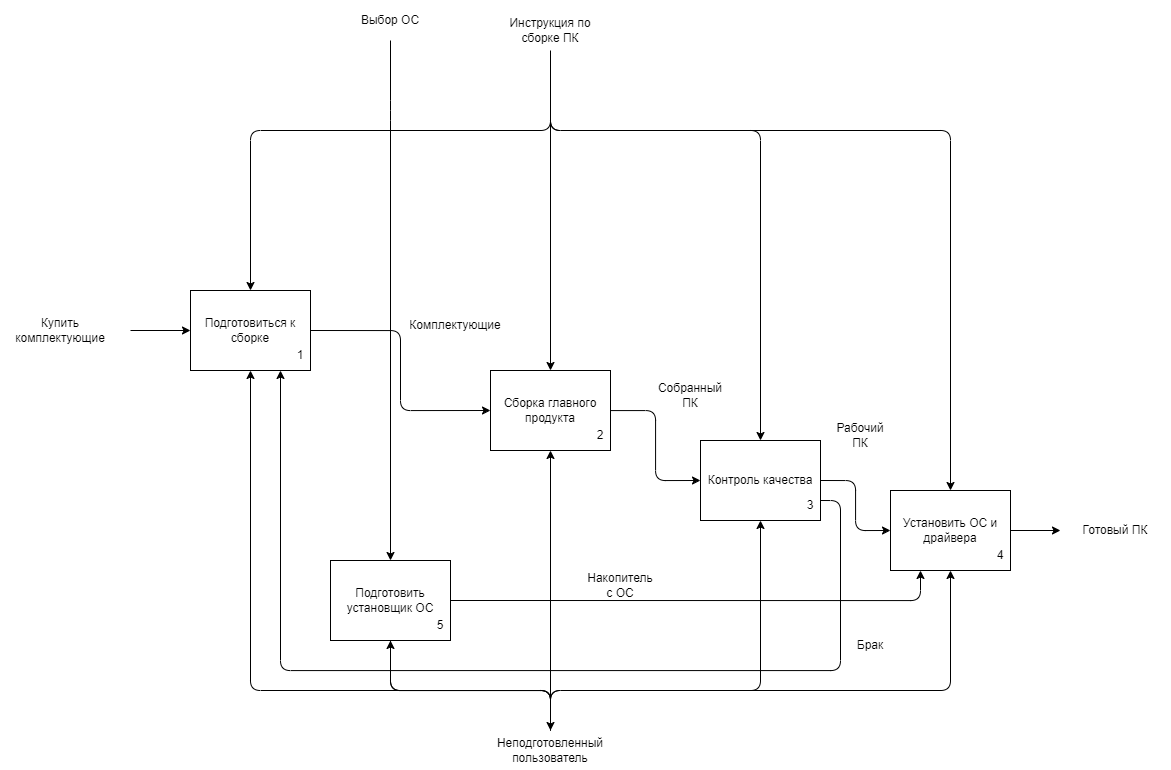 Выбор ОС
Инструкция по
сборке ПК
Купить
комплектующие
Подготовиться к
сборке
1
Комплектующие
Сборка главного
продукта
2
Собранный
ПК
Контроль качества
3
Рабочий
ПК
Установить ОС и
драйвера
4
Готовый ПК
Подготовить
установщик ОС
5
Накопитель
с ОС
Брак
Неподготовленный
пользователь